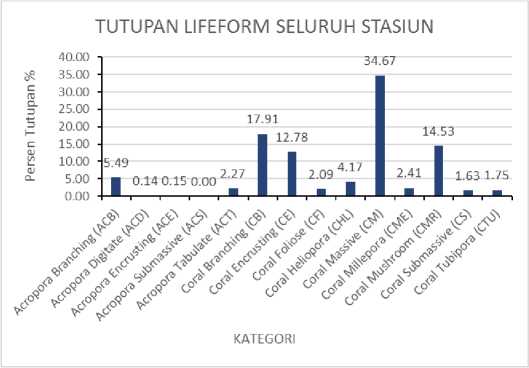 TUTUPAN LIFEFORM SELURUH STASIUN
Persen Tutupan %
40.00
35.00
30.00
25.00
20.00
15.00
10.00
5.00
0.00
5.49
0.14
0.15
0.00
2.27
17.91
12.78
2.09
4.17
34.67
2.41
14.53
1.63
1.75
Acropora Branching (ACB)
Acropora Digitate (ACD)
Acropora Encrusting (ACE)
Acropora Submassive (ACS)
Acropora Tabulate (ACT)
Coral Branching (CB)
Coral Encrusting (CE)
Coral Foliose (CF)
Coral Heliopora (CHL)
Coral Massive (CM)
Coral Millepora (CME)
Coral Mushroom (CMR)
Coral Submassive (CS)
Coral Tubipora (CTU)
KATEGORI